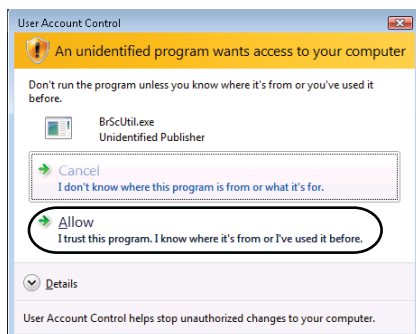 User Account Control
An unidentified program wants access to your computer
Don't run the program unless you know where it's from or you've used it
before.
BrScUtil.exe
Unidentified Publisher
Cancel
I don't know where this program is from or what it's for.
Allow
I trust this program. I know where it's from or I've used it before.
Details
User Account Control helps stop unauthorized changes to your computer.